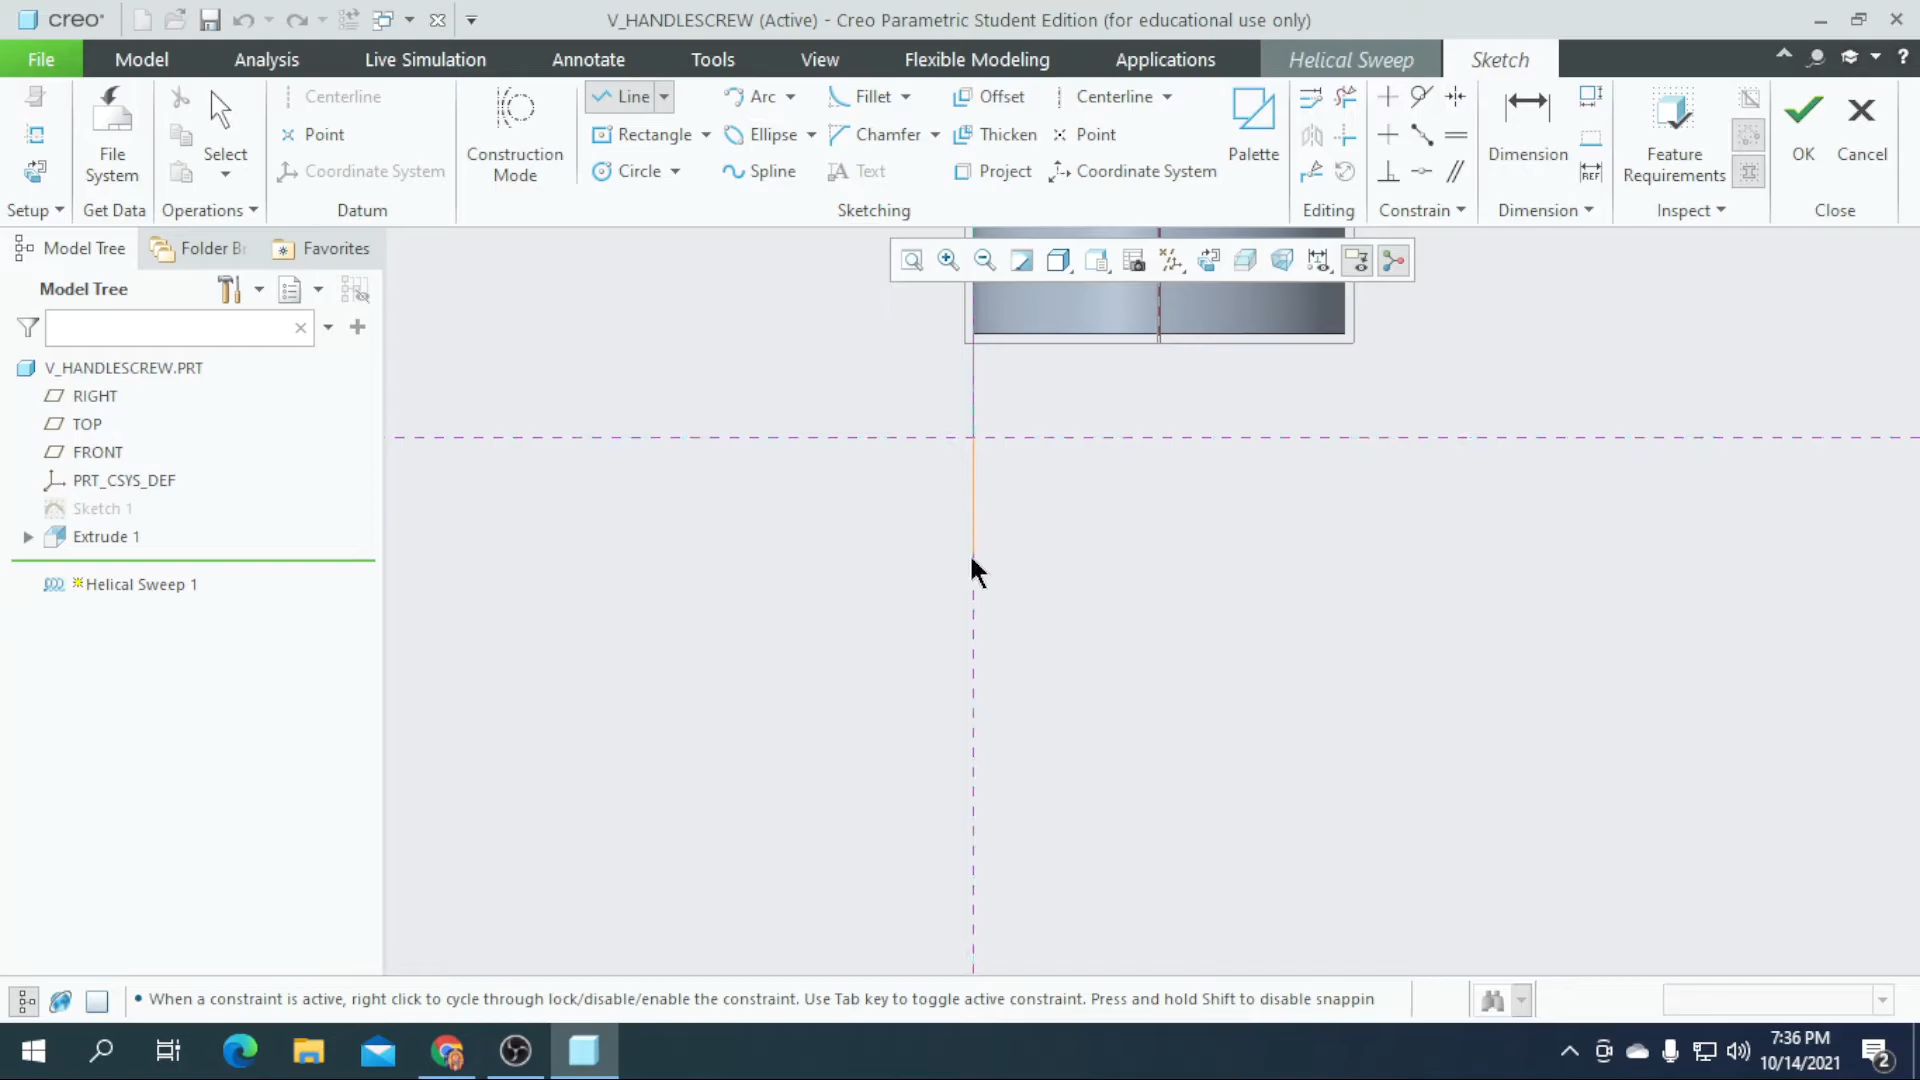 creo V_HANDLESCREW (Active) - Creo Parametric Student Edition (for educational use only)
File Model Analysis Live Simulation Annotate Tools View Flexible Modeling Applications Helical Sweep Sketch
Centerline Line Arc Fillet Offset Centerline
Point Rectangle Ellipse Chamfer Thicken Point
File System Select Construction Mode Palette Dimension Feature Requirements OK Cancel
Coordinate System Circle Spline Text Project Coordinate System
Setup Get Data Operations Datum Sketching Editing Constrain Dimension Inspect Close
Model Tree Folder B Favorites
Model Tree
V_HANDLESCREW.PRT
RIGHT
TOP
FRONT
PRT_CSYS_DEF
Sketch 1
Extrude 1
Helical Sweep 1
• When a constraint is active, right click to cycle through lock/disable/enable the constraint. Use Tab key to toggle active constraint. Press and hold Shift to disable snappin
7:36 PM
10/14/2021
2